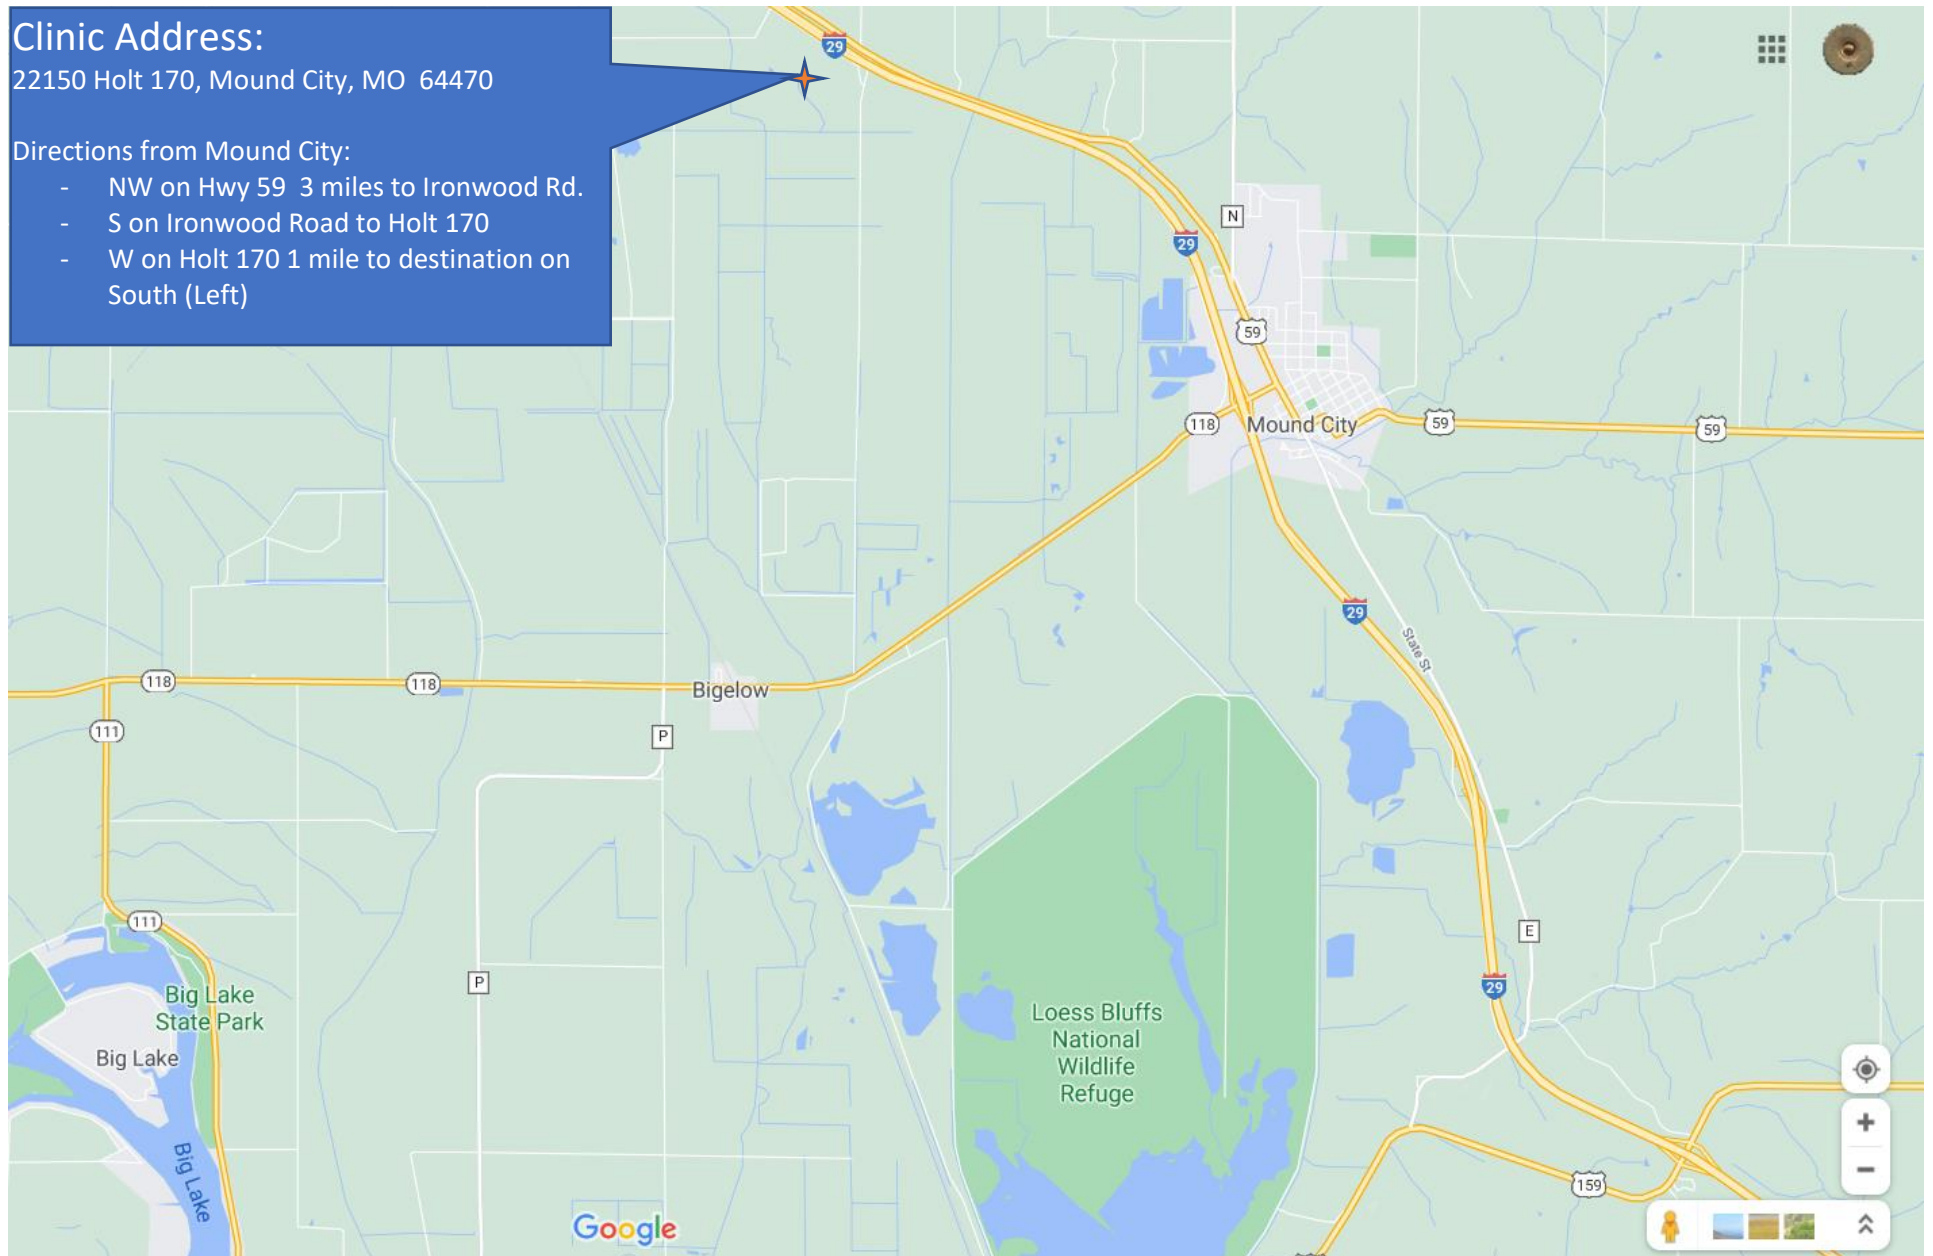 Clinic Address:
22150 Holt 170, Mound City, MO  64470
Directions from Mound City:
- NW on Hwy 59  3 miles to Ironwood Rd.
- S on Ironwood Road to Holt 170
- W on Holt 170 1 mile to destination on
South (Left)
29
N
29
59
118
Mound City
59
59
29
State St
118
118
Bigelow
111
P
111
E
P
29
Big Lake
State Park
Big Lake
Loess Bluffs
National
Wildlife
Refuge
Big Lake
159
Google